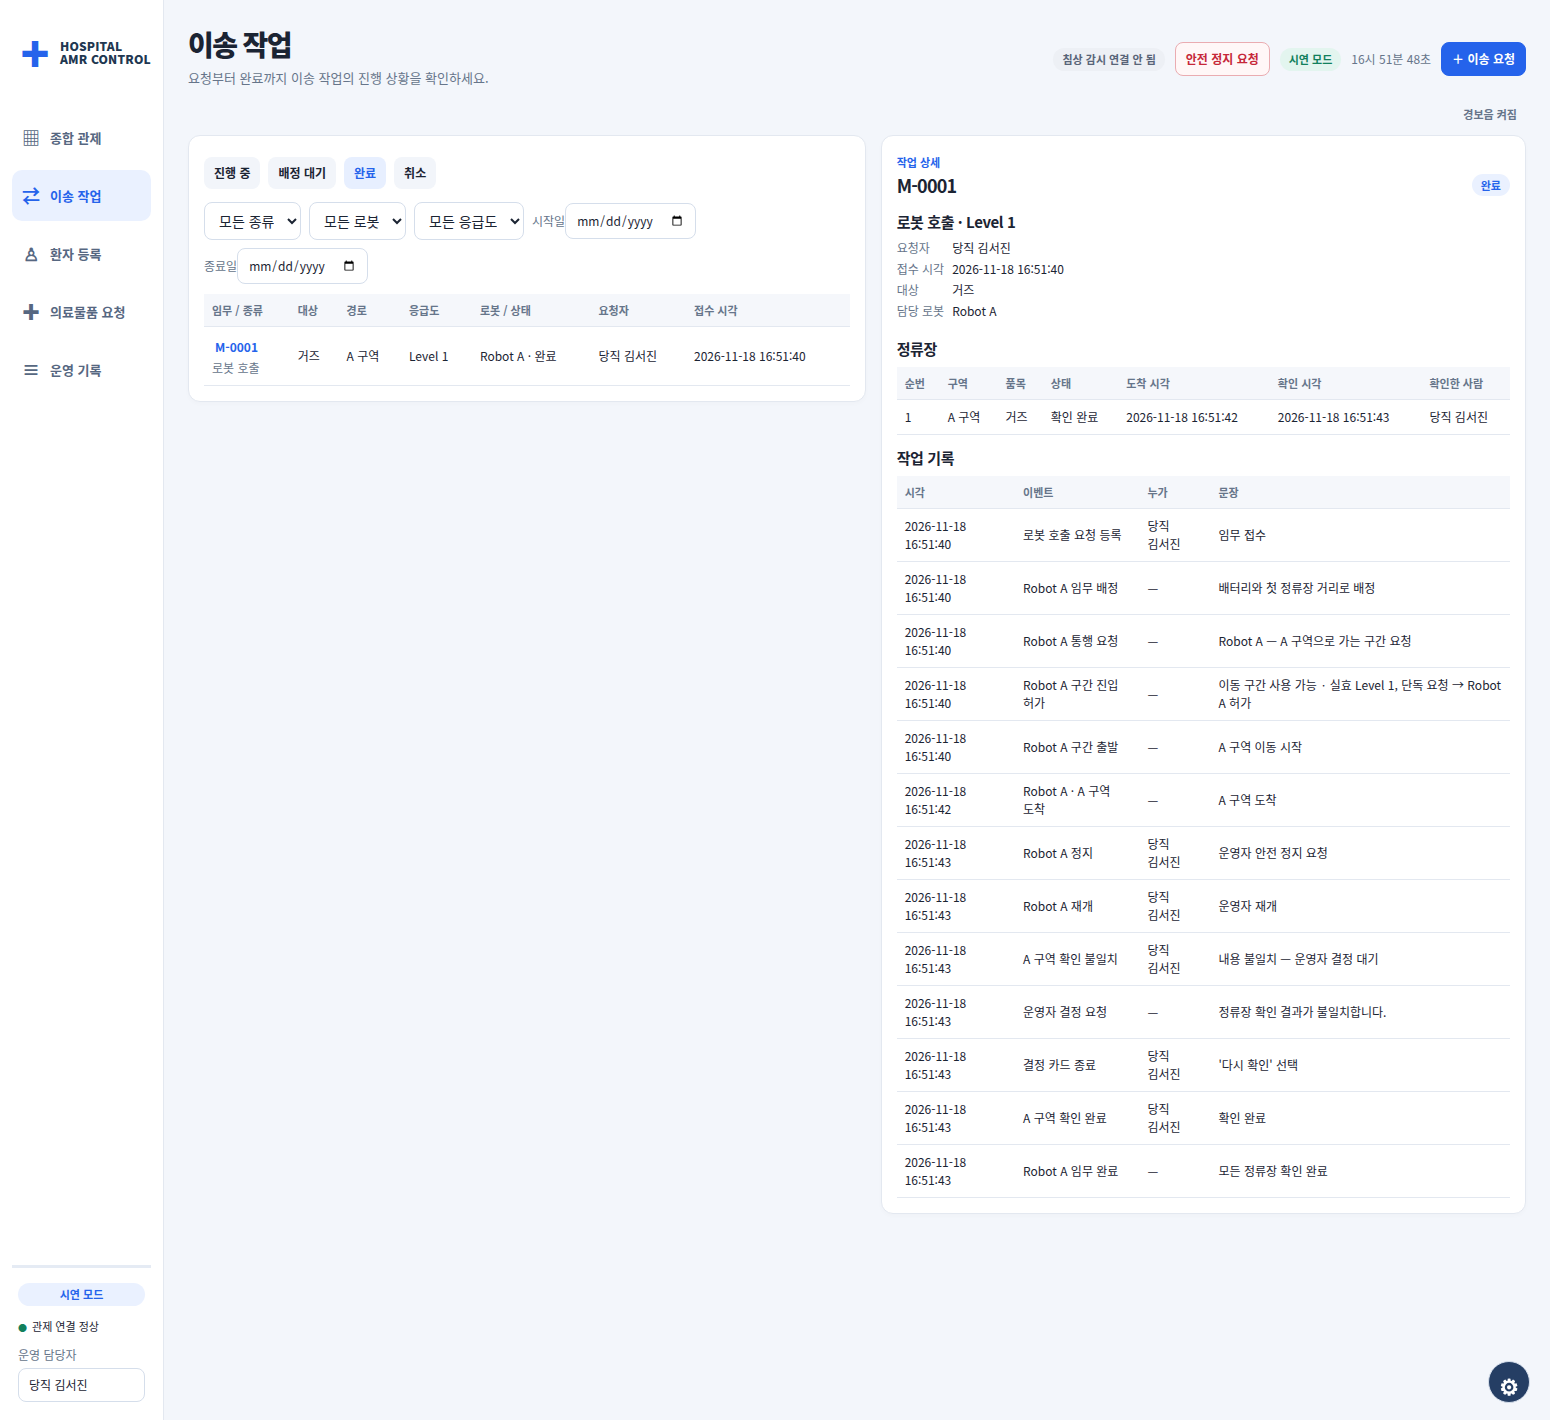 HOSPITAL
AMR CONTROL
종합 관제
이송 작업
환자 등록
의료물품 요청
운영 기록
시연 모드
관제 연결 정상
운영 담당자
당직 김서진
이송 작업
요청부터 완료까지 이송 작업의 진행 상황을 확인하세요.
침상 감시 연결 안 됨
안전 정지 요청
시연 모드
16시 51분 48초
+ 이송 요청
경보음 켜짐
진행 중 배정 대기 완료 취소
모든 종류 모든 로봇 모든 응급도 시작일 mm/dd/yyyy
종료일 mm/dd/yyyy
임무 / 종류 대상 경로 응급도 로봇 / 상태 요청자 접수 시각
M-0001
로봇 호출 거즈 A 구역 Level 1 Robot A · 완료 당직 김서진 2026-11-18 16:51:40
작업 상세
M-0001 완료
로봇 호출 · Level 1
요청자 당직 김서진
접수 시각 2026-11-18 16:51:40
대상 거즈
담당 로봇 Robot A
정류장
순번 구역 품목 상태 도착 시각 확인 시각 확인한 사람
1 A 구역 거즈 확인 완료 2026-11-18 16:51:42 2026-11-18 16:51:43 당직 김서진
작업 기록
시각 이벤트 누가 문장
2026-11-18 16:51:40 로봇 호출 요청 등록 당직 김서진 임무 접수
2026-11-18 16:51:40 Robot A 임무 배정 — 배터리와 첫 정류장 거리로 배정
2026-11-18 16:51:40 Robot A 통행 요청 — Robot A — A 구역으로 가는 구간 요청
2026-11-18 16:51:40 Robot A 구간 진입 허가 — 이동 구간 사용 가능 · 실효 Level 1, 단독 요청 → Robot A 허가
2026-11-18 16:51:40 Robot A 구간 출발 — A 구역 이동 시작
2026-11-18 16:51:42 Robot A · A 구역 도착 — A 구역 도착
2026-11-18 16:51:43 Robot A 정지 당직 김서진 운영자 안전 정지 요청
2026-11-18 16:51:43 Robot A 재개 당직 김서진 운영자 재개
2026-11-18 16:51:43 A 구역 확인 불일치 당직 김서진 내용 불일치 — 운영자 결정 대기
2026-11-18 16:51:43 운영자 결정 요청 — 정류장 확인 결과가 불일치합니다.
2026-11-18 16:51:43 결정 카드 종료 당직 김서진 '다시 확인' 선택
2026-11-18 16:51:43 A 구역 확인 완료 당직 김서진 확인 완료
2026-11-18 16:51:43 Robot A 임무 완료 — 모든 정류장 확인 완료